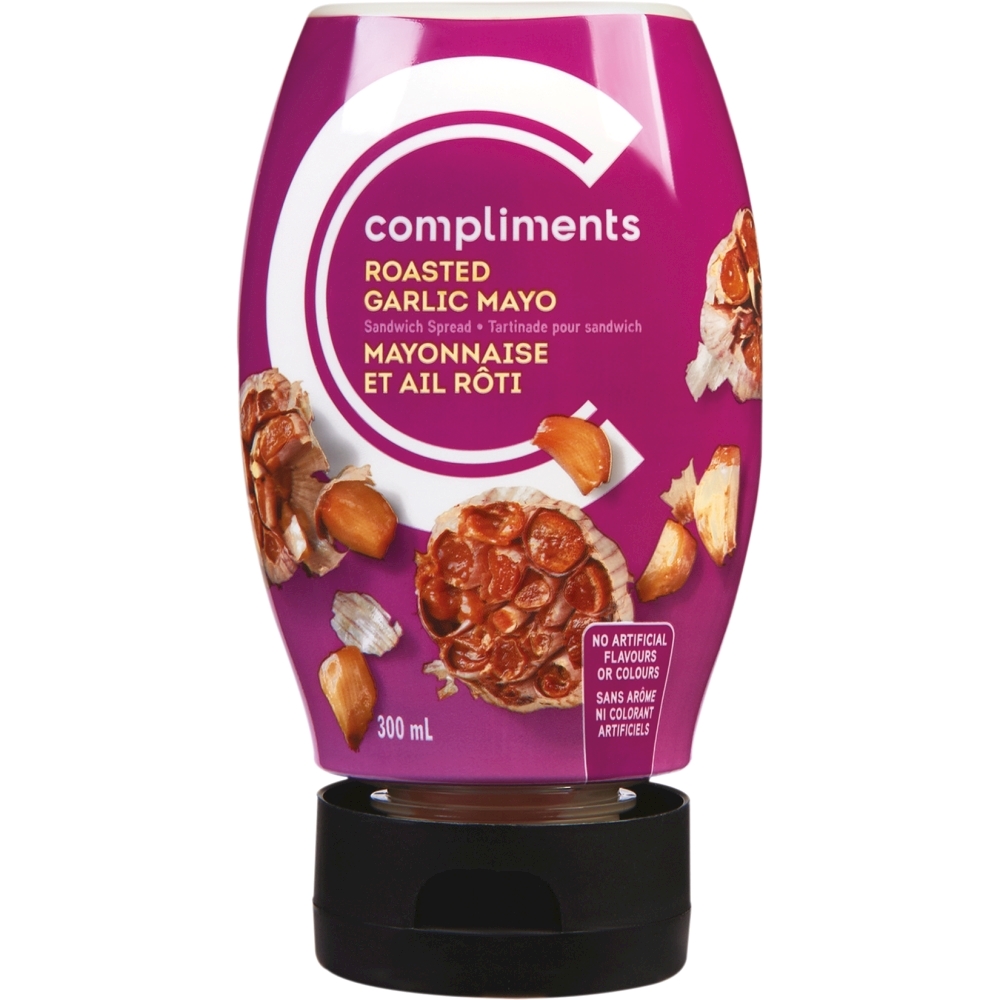 compliments
ROASTED
GARLIC MAYO
Sandwich Spread • Tartinade pour sandwich
MAYONNAISE
ET AIL RÔTI
NO ARTIFICIAL
FLAVOURS
OR COLOURS
SANS ARÔME
NI COLORANT
ARTIFICIELS
300 mL